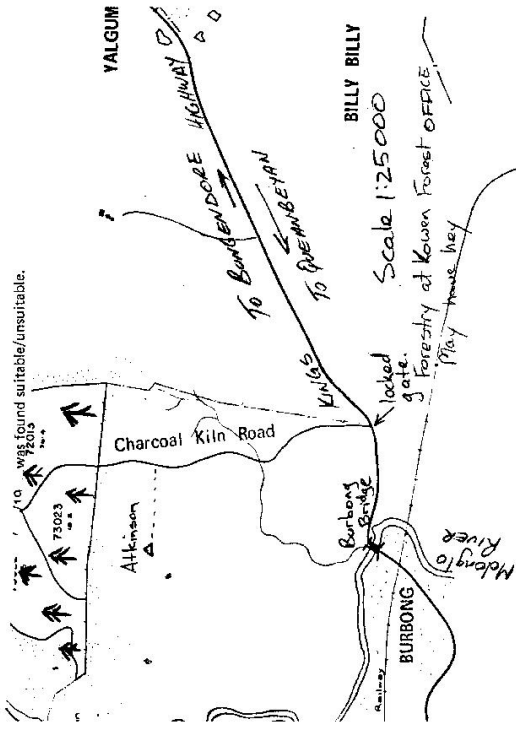 was found suitable/unsuitable.
72015
73023
YALGUM
HIGHWAY
TO BUNGENDORE
TO QUEANBEYAN
KINGS
BILLY BILLY
Scale 1:25000
Charcoal Kiln Road
Atkinson
locked
gate.
Forestry at Kowen Forest OFFICE
May have key
Burbong
Bridge
Molonglo
RIVER
BURBONG
Railway